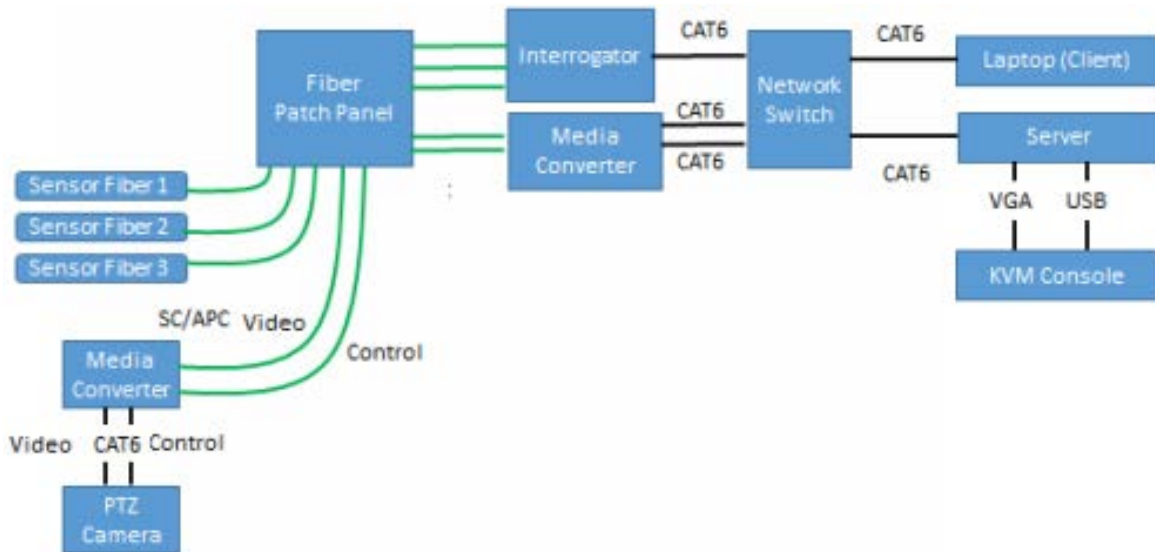 CAT6
CAT6
Interrogator
Laptop (Client)
Fiber
Patch Panel
Network
Switch
CAT6
Media
Converter
Server
CAT6
CAT6
Sensor Fiber 1
VGA
USB
Sensor Fiber 2
Sensor Fiber 3
KVM Console
SC/APC
Video
Control
Media
Converter
Video
CAT6
Control
PTZ
Camera